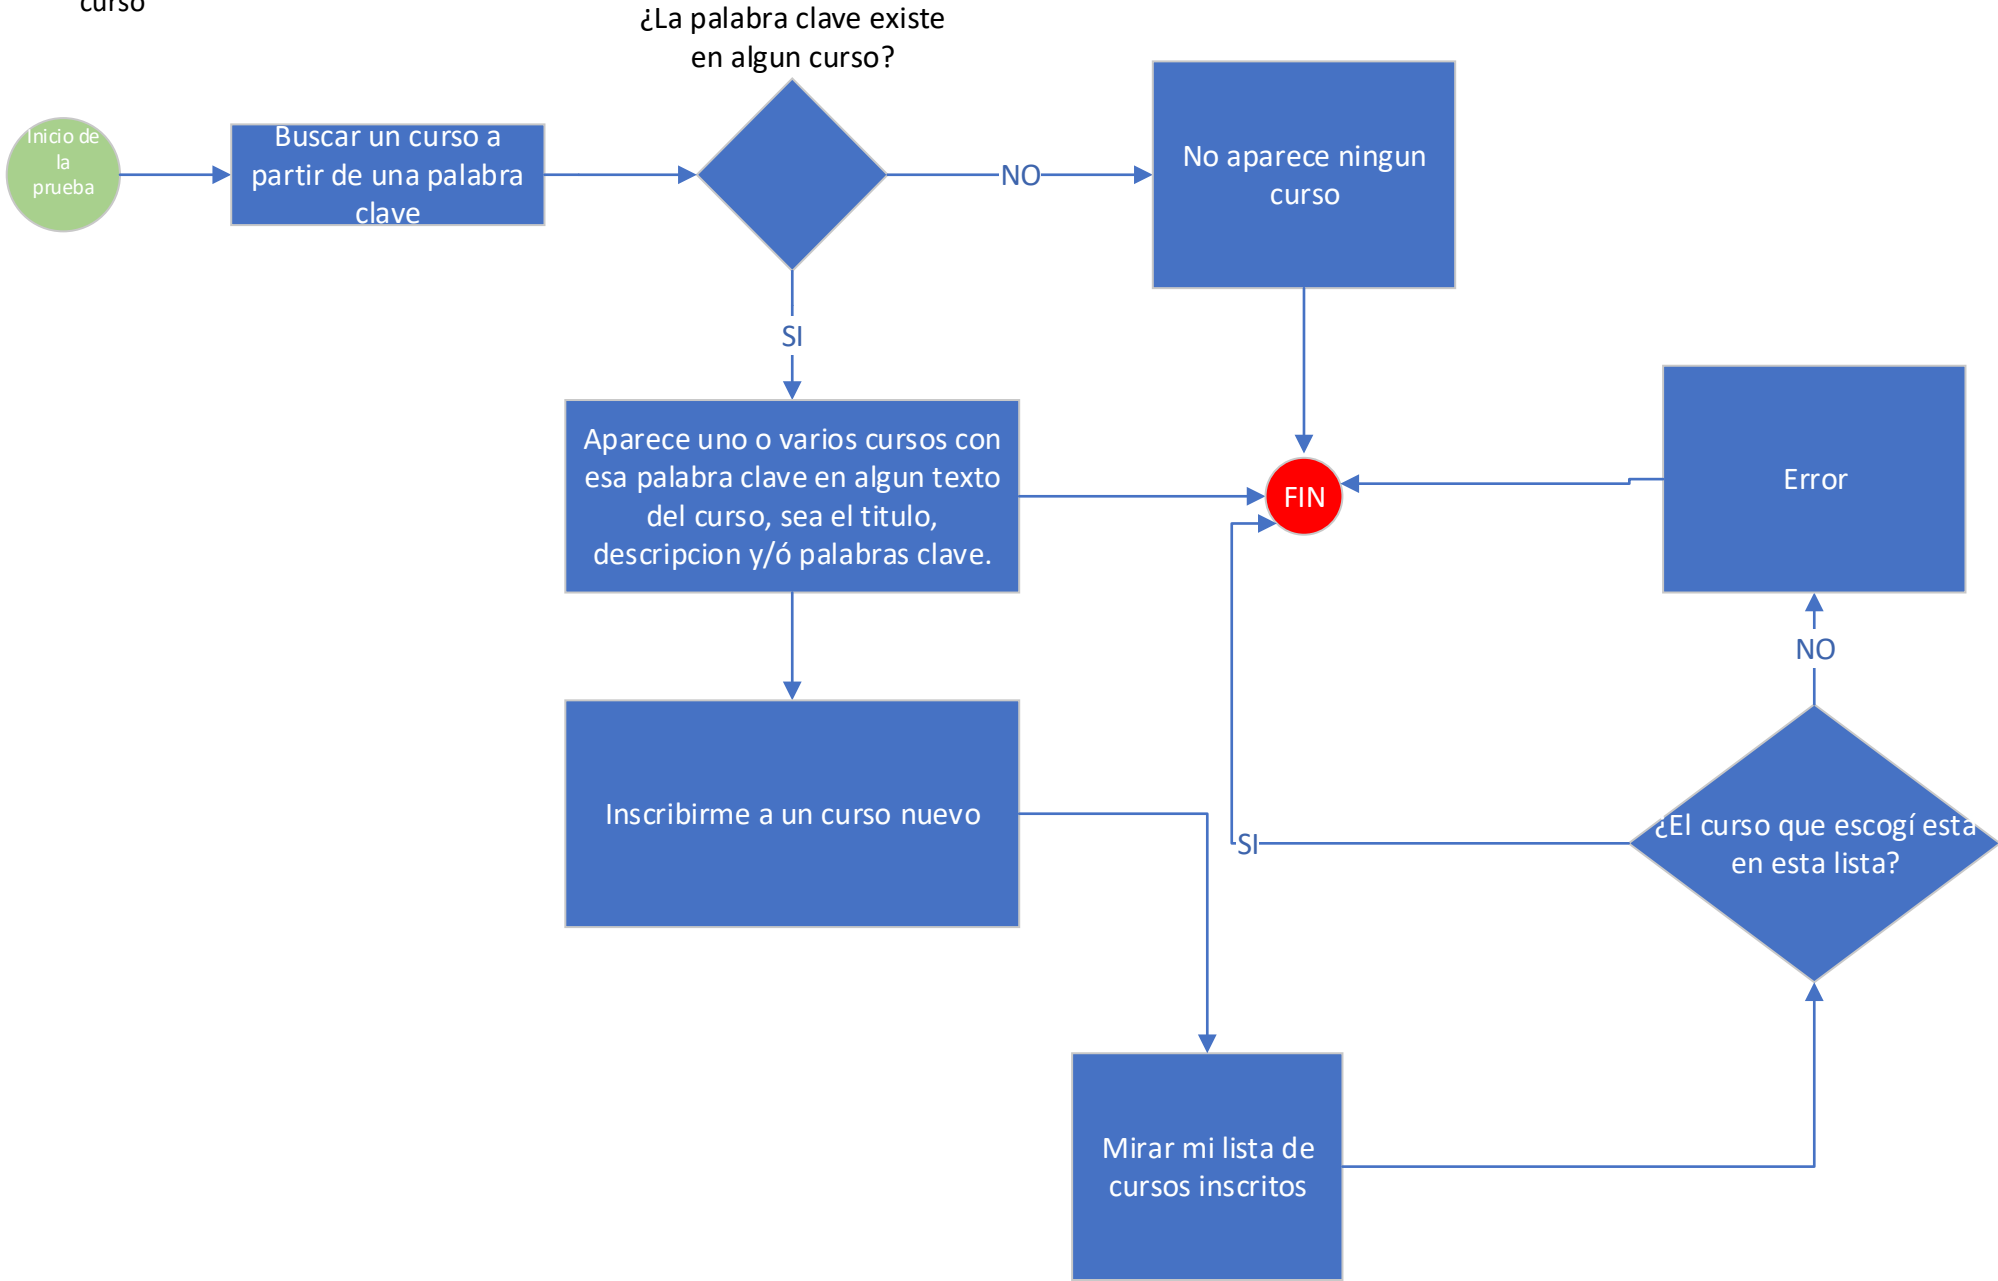 curso
¿La palabra clave existe
en algun curso?
Inicio de
la
prueba
Buscar un curso a
partir de una palabra
clave
NO
No aparece ningun
curso
SI
Aparece uno o varios cursos con
esa palabra clave en algun texto
del curso, sea el titulo,
descripcion y/ó palabras clave.
FIN
Error
NO
Inscribirme a un curso nuevo
SI
¿El curso que escogí esta
en esta lista?
Mirar mi lista de
cursos inscritos